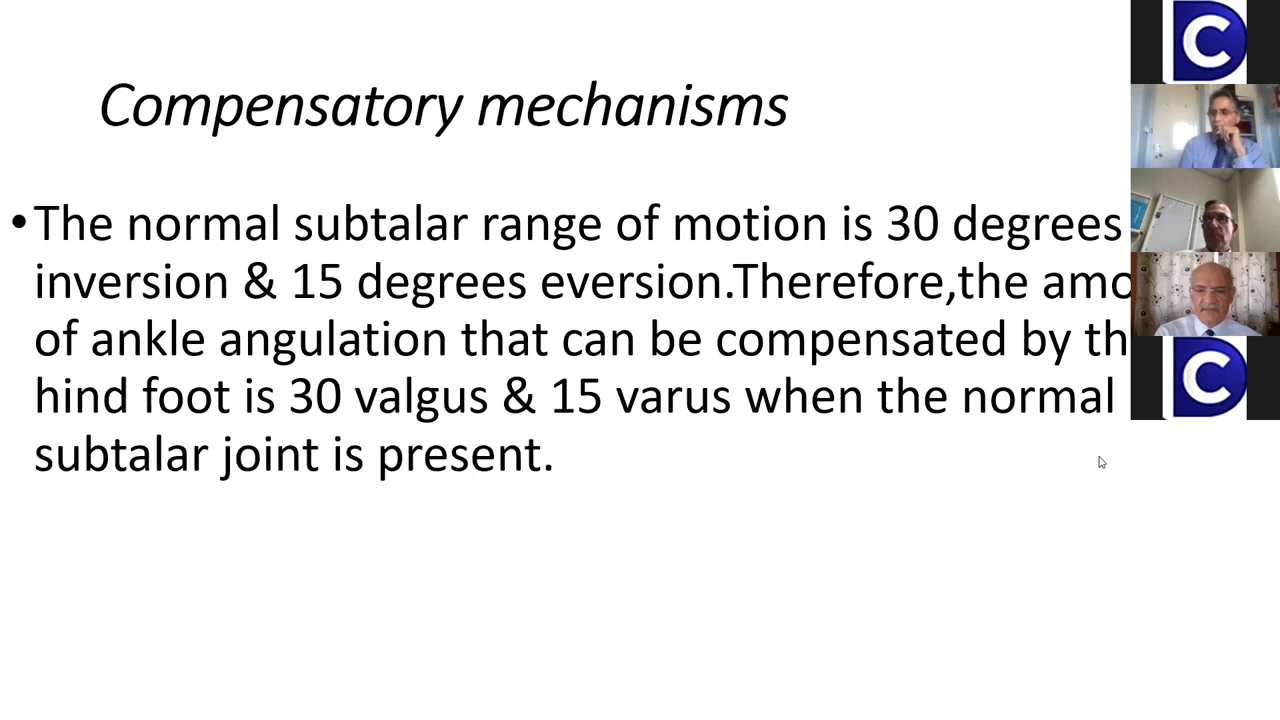 Compensatory mechanisms
•The normal subtalar range of motion is 30 degrees
inversion & 15 degrees eversion.Therefore,the
of ankle angulation that can be compensated by
hind foot is 30 valgus & 15 varus when the normal
subtalar joint is present.
C
C